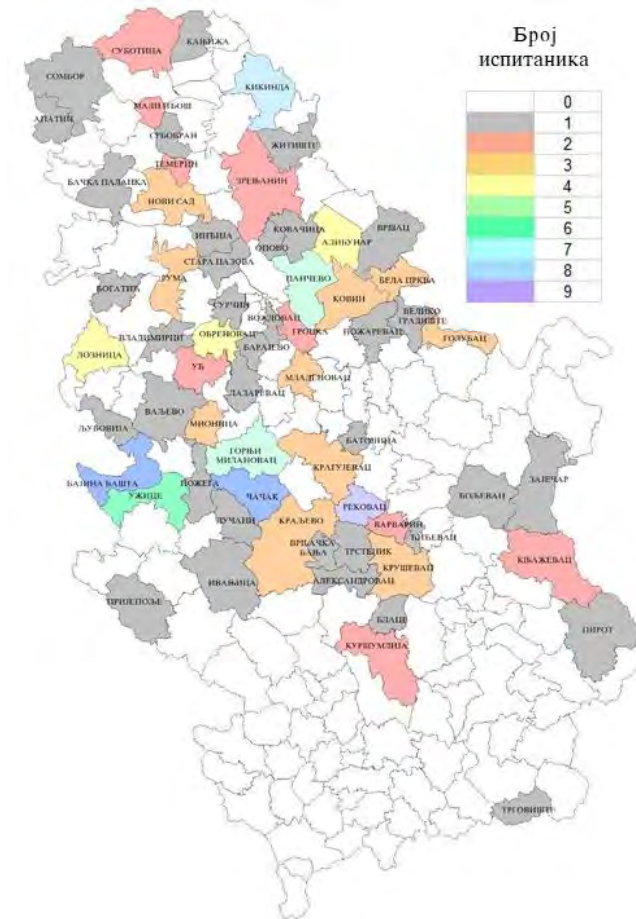 Број
испитаника
0
1
2
3
4
5
6
7
8
9
СУБОТИЦА
КАЊИЖА
СОМБОР
КИКИНДА
АПАТИН
МАЛИ ИЂОШ
СРБОБРАН
ЖИТИШТЕ
ТЕМЕРИН
ЗРЕЊАНИН
БАЧКА ПАЛАНКА
НОВИ САД
ИНЂИЈА
КОВАЧИЦА
ОПОВО
АЛИБУНАР
ВРШАЦ
СТАРА ПАЗОВА
РУМА
ПАНЧЕВО
БЕЛА ЦРКВА
БОГАТИЋ
СУРЧИН
КОВИН
ВОЖДОВАЦ
ВЕЛИКО
ГРАДИШТЕ
ВЛАДИМИРЦИ
ОБРЕНОВАЦ
ГРОЦКА
ПОЖАРЕВАЦ
ГОЛУБАЦ
ЛОЗНИЦА
БАРАЈЕВО
УБ
МЛАДЕНОВАЦ
ЛАЗАРЕВАЦ
ВАЉЕВО
ЉУБОВИЈА
МИОНИЦА
БАТОЧИНА
ГОРЊИ
МИЛАНОВАЦ
КРАГУЈЕВАЦ
БАЈИНА БАШТА
ПОЖЕГА
ЗАЈЕЧАР
УЖИЦЕ
ЧАЧАК
РЕКОВАЦ
БОЉЕВАЦ
ЛУЧАНИ
КРАЉЕВО
ВАРВАРИН
ЋИЋЕВАЦ
ВРЊАЧКА
БАЊА
ТРСТЕНИК
КЊАЖЕВАЦ
КРУШЕВАЦ
ИВАЊИЦА
АЛЕКСАНДРОВАЦ
ПРИЈЕПОЉЕ
БЛАЦЕ
ПИРОТ
КУРШУМЛИЈА
ТРГОВИШТЕ